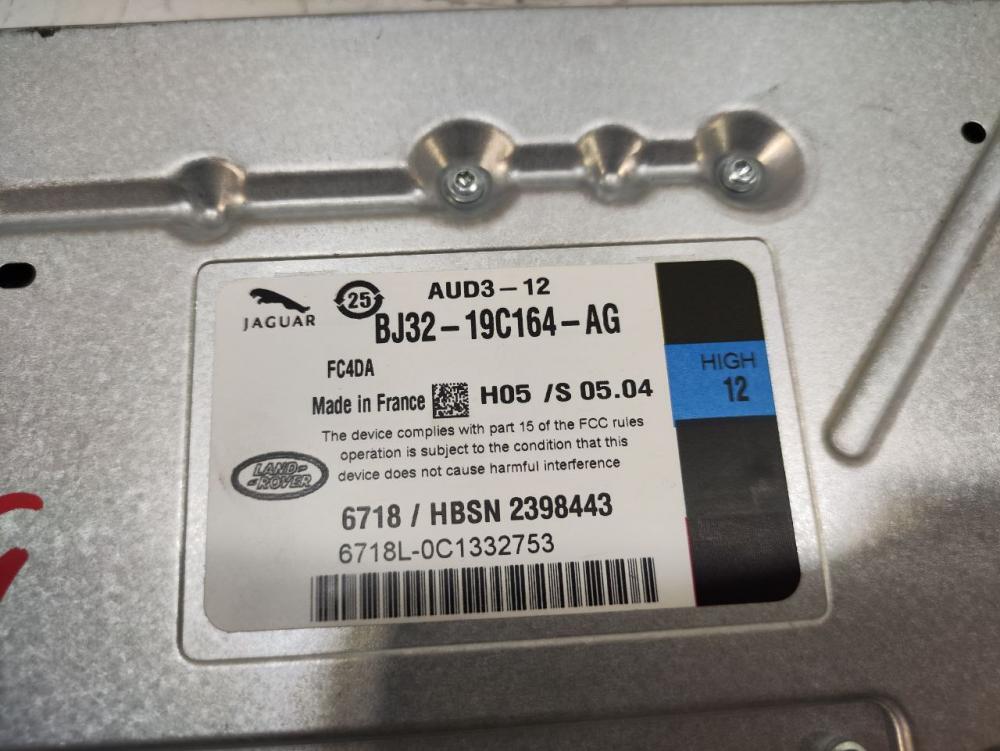 JAGUAR
25
AUD3-12
BJ32-19C164-AG
FC4DA
Made in France H05 /S 05.04
The device complies with part 15 of the FCC rules
operation is subject to the condition that this
device does not cause harmful interference
LAND-
-ROVER
6718 / HBSN 2398443
6718L-0C1332753
HIGH
12